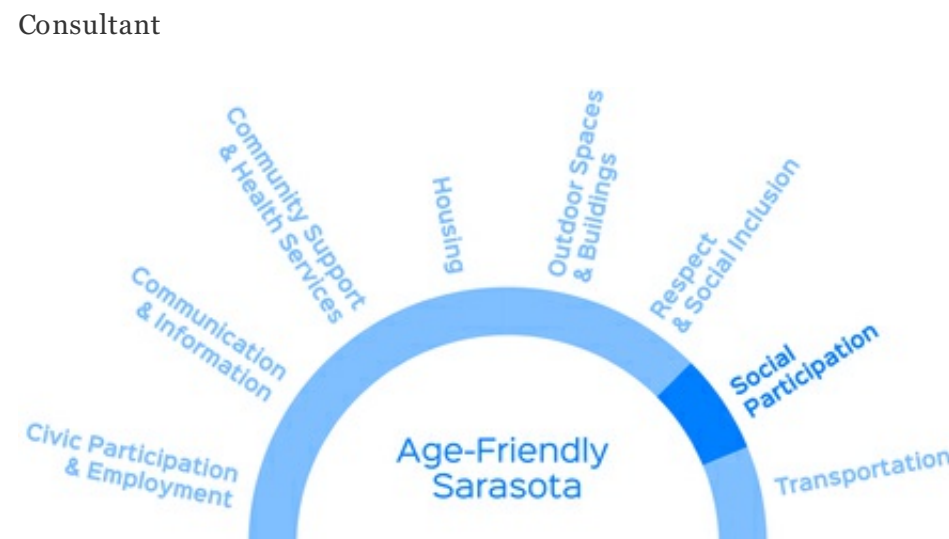 Consultant
Civic Participation
& Employment
Communication
& Information
Community Support
& Health Services
Housing
Outdoor Spaces
& Buildings
Respect
& Social Inclusion
Social
Participation
Transportation
Age-Friendly
Sarasota